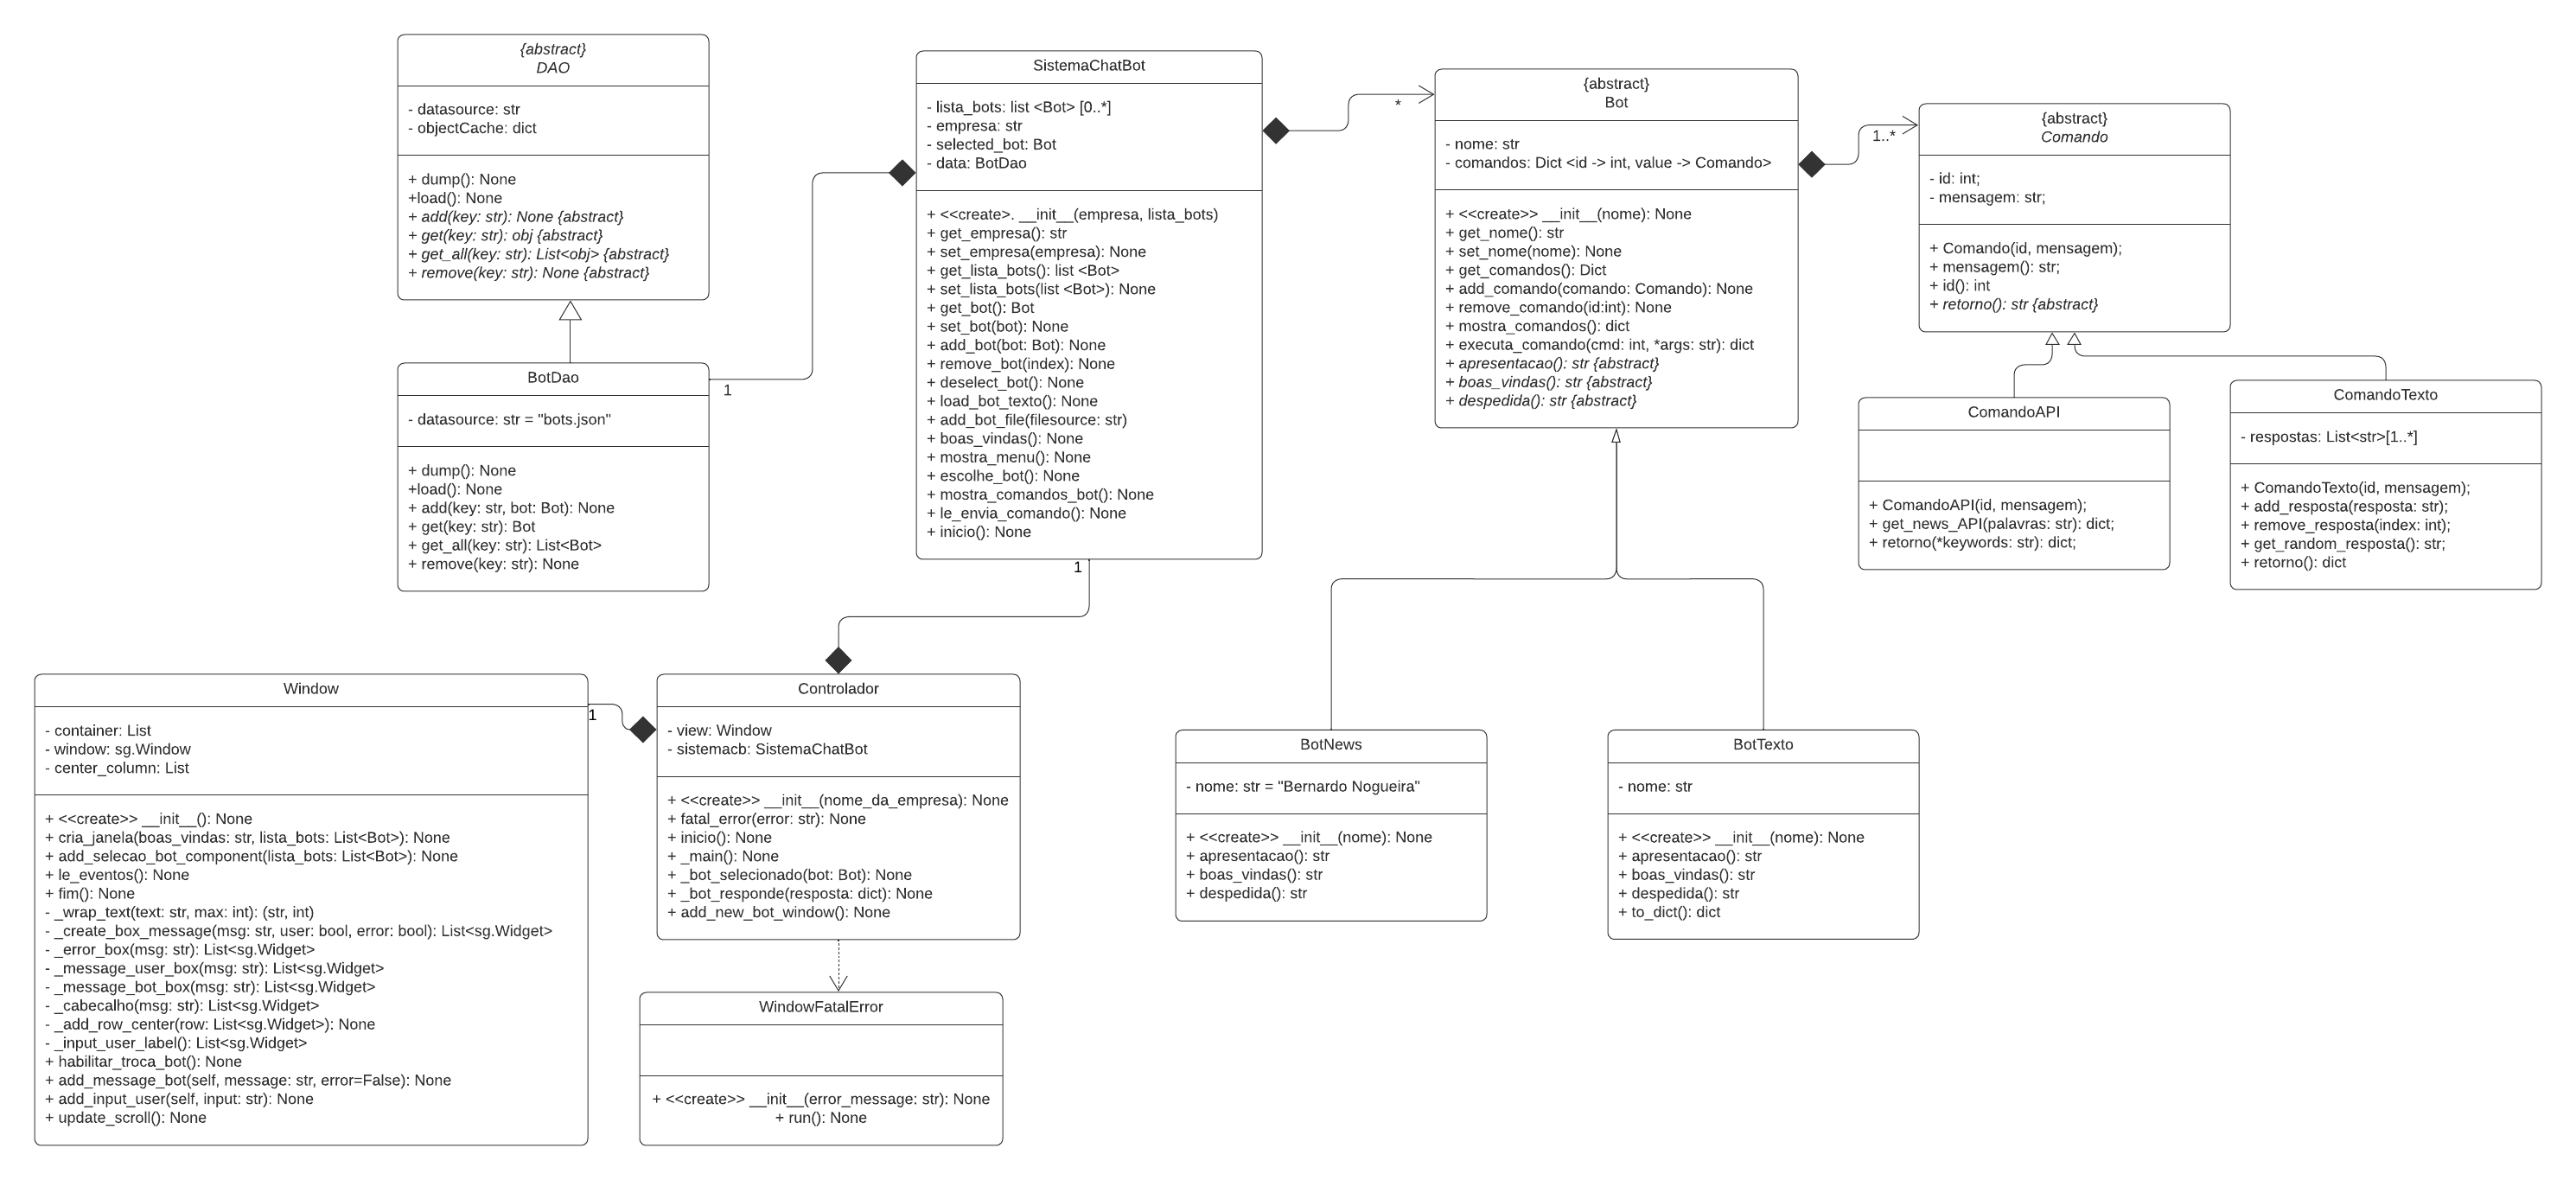 {abstract}
DAO
- datasource: str
- objectCache: dict
+ dump(): None
+load(): None
+ add(key: str): None {abstract}
+ get(key: str): obj {abstract}
+ get_all(key: str): List<obj> {abstract}
+ remove(key: str): None {abstract}
BotDao
- datasource: str = "bots.json"
+ dump(): None
+load(): None
+ add(key: str, bot: Bot): None
+ get(key: str): Bot
+ get_all(key: str): List<Bot>
+ remove(key: str): None
1
SistemaChatBot
- lista_bots: list <Bot> [0..*]
- empresa: str
- selected_bot: Bot
- data: BotDao
+ <<create>. __init__(empresa, lista_bots)
+ get_empresa(): str
+ set_empresa(empresa): None
+ get_lista_bots(): list <Bot>
+ set_lista_bots(list <Bot>): None
+ get_bot(): Bot
+ set_bot(bot): None
+ add_bot(bot: Bot): None
+ remove_bot(index): None
+ deselect_bot(): None
+ load_bot_texto(): None
+ add_bot_file(filesource: str)
+ boas_vindas(): None
+ mostra_menu(): None
+ escolhe_bot(): None
+ mostra_comandos_bot(): None
+ le_envia_comando(): None
+ inicio(): None
1
*
{abstract}
Bot
- nome: str
- comandos: Dict <id -> int, value -> Comando>
+ <<create>> __init__(nome): None
+ get_nome(): str
+ set_nome(nome): None
+ get_comandos(): Dict
+ add_comando(comando: Comando): None
+ remove_comando(id:int): None
+ mostra_comandos(): dict
+ executa_comando(cmd: int, *args: str): dict
+ apresentacao(): str {abstract}
+ boas_vindas(): str {abstract}
+ despedida(): str {abstract}
1..*
{abstract}
Comando
- id: int;
- mensagem: str;
+ Comando(id, mensagem);
+ mensagem(): str;
+ id(): int
+ retorno(): str {abstract}
ComandoAPI
+ ComandoAPI(id, mensagem);
+ get_news_API(palavras: str): dict;
+ retorno(*keywords: str): dict;
ComandoTexto
- respostas: List<str>[1..*]
+ ComandoTexto(id, mensagem);
+ add_resposta(resposta: str);
+ remove_resposta(index: int);
+ get_random_resposta(): str;
+ retorno(): dict
Window
- container: List
- window: sg.Window
- center_column: List
+ <<create>> __init__(): None
+ cria_janela(boas_vindas: str, lista_bots: List<Bot>): None
+ add_selecao_bot_component(lista_bots: List<Bot>): None
+ le_eventos(): None
+ fim(): None
- _wrap_text(text: str, max: int): (str, int)
- _create_box_message(msg: str, user: bool, error: bool): List<sg.Widget>
- _error_box(msg: str): List<sg.Widget>
- _message_user_box(msg: str): List<sg.Widget>
- _message_bot_box(msg: str): List<sg.Widget>
- _cabecalho(msg: str): List<sg.Widget>
- _add_row_center(row: List<sg.Widget>): None
- _input_user_label(): List<sg.Widget>
+ habilitar_troca_bot(): None
+ add_message_bot(self, message: str, error=False): None
+ add_input_user(self, input: str): None
+ update_scroll(): None
1
Controlador
- view: Window
- sistemacb: SistemaChatBot
+ <<create>> __init__(nome_da_empresa): None
+ fatal_error(error: str): None
+ inicio(): None
+ _main(): None
+ _bot_selecionado(bot: Bot): None
+ _bot_responde(resposta: dict): None
+ add_new_bot_window(): None
WindowFatalError
+ <<create>> __init__(error_message: str): None
+ run(): None
BotNews
- nome: str = "Bernardo Nogueira"
+ <<create>> __init__(nome): None
+ apresentacao(): str
+ boas_vindas(): str
+ despedida(): str
BotTexto
- nome: str
+ <<create>> __init__(nome): None
+ apresentacao(): str
+ boas_vindas(): str
+ despedida(): str
+ to_dict(): dict